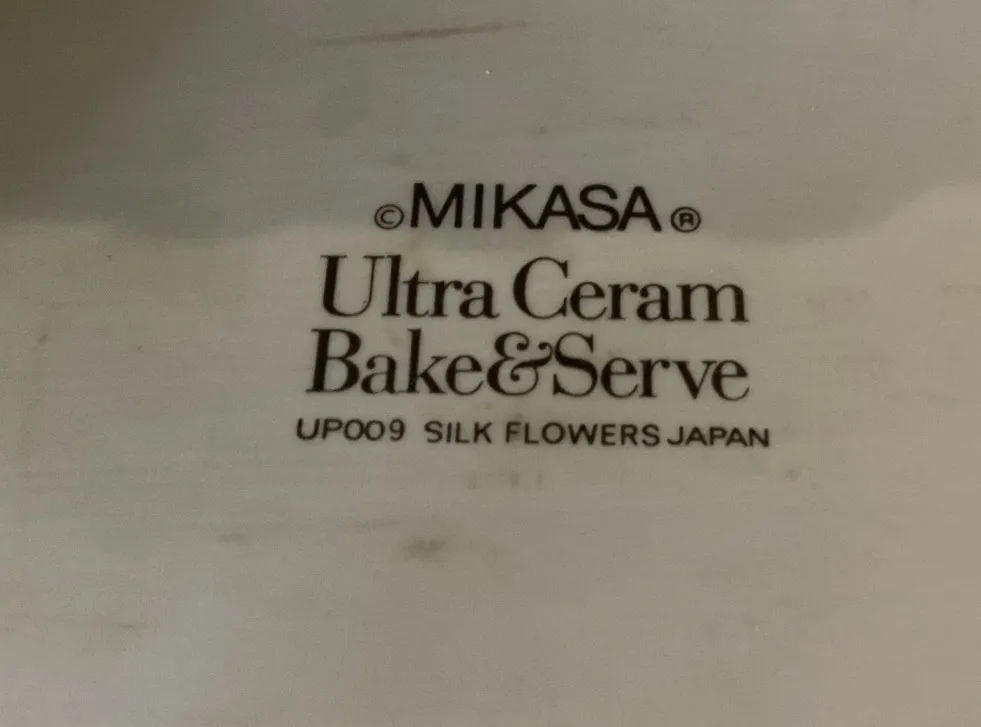 ©MIKASA®
Ultra Ceram
Bake&Serve
UP009 SILK FLOWERS JAPAN